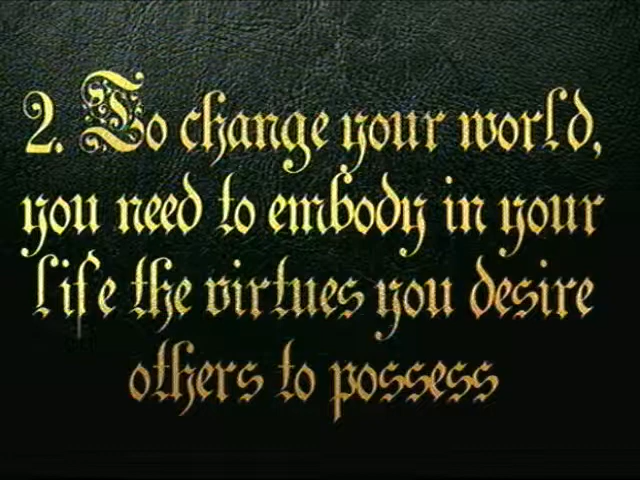 2. To change your world,
you need to embody in your
life the virtues you desire
others to possess